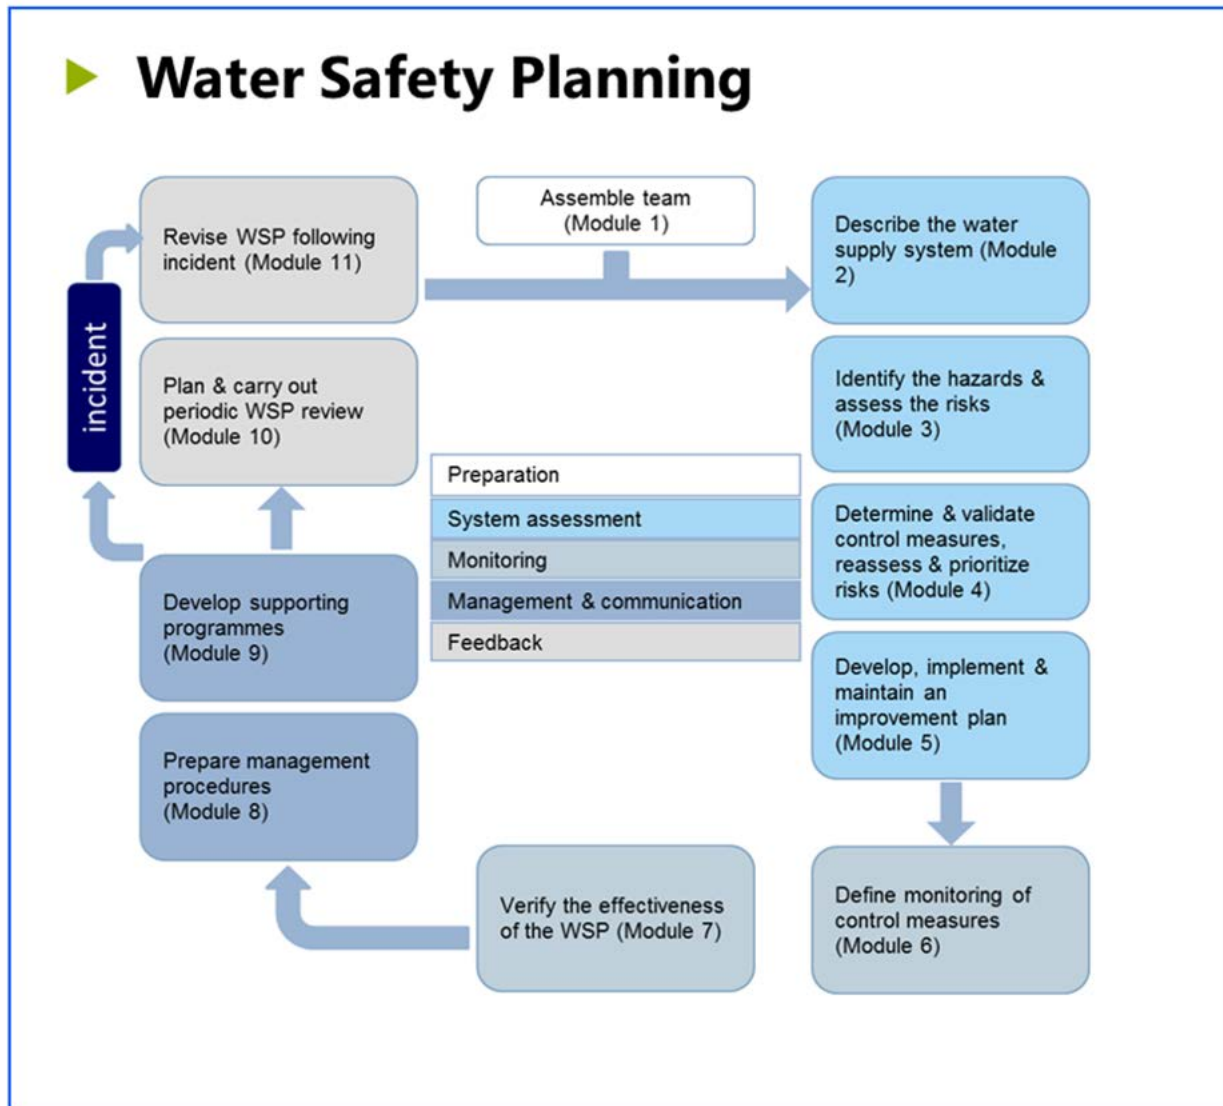 Water Safety Planning
Revise WSP following
incident (Module 11)
Assemble team
(Module 1)
Describe the water
supply system (Module
2)
incident
Plan & carry out
periodic WSP review
(Module 10)
Identify the hazards &
assess the risks
(Module 3)
Preparation
System assessment
Monitoring
Management & communication
Feedback
Determine & validate
control measures,
reassess & prioritize
risks (Module 4)
Develop supporting
programmes
(Module 9)
Develop, implement &
maintain an
improvement plan
(Module 5)
Prepare management
procedures
(Module 8)
Verify the effectiveness
of the WSP (Module 7)
Define monitoring of
control measures
(Module 6)